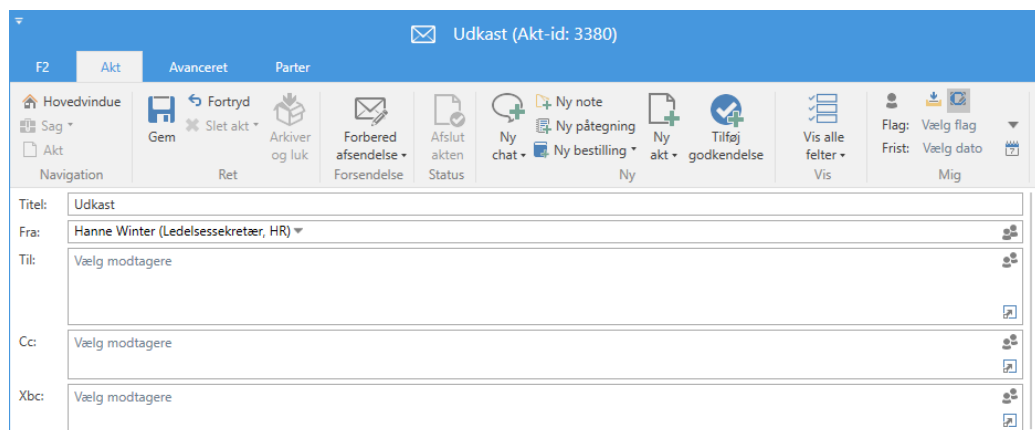 Udkast (Akt-id: 3380)
F2 Akt Avanceret Parter
Hovedvindue
Sag
Akt
Navigation
Gem
Fortryd
Slet akt
Arkiver og luk
Ret
Forbered afsendelse
Forsendelse
Afslut akten
Status
Ny chat
Ny note
Ny påtegning
Ny bestilling
Ny akt
Tilføj godkendelse
Ny
Vis alle felter
Vis
Flag: Vælg flag
Frist: Vælg dato
7
Mig
Titel: Udkast
Fra: Hanne Winter (Ledelsessekretær, HR)
Til: Vælg modtagere
Cc: Vælg modtagere
Xbc: Vælg modtagere